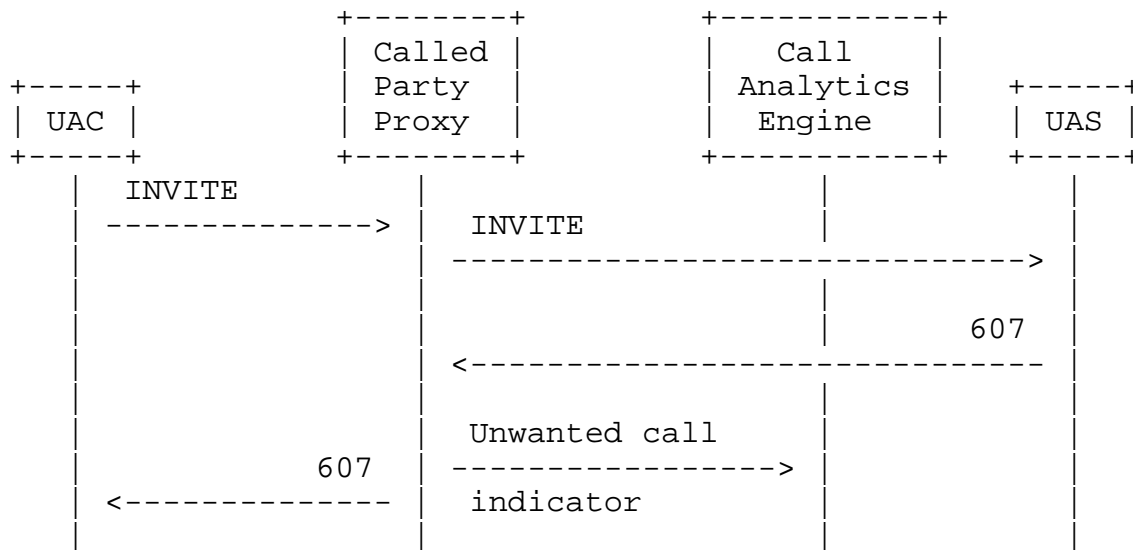 Called
Party
Proxy
Call
Analytics
Engine
UAC
UAS
INVITE
INVITE
607
Unwanted call
607
indicator